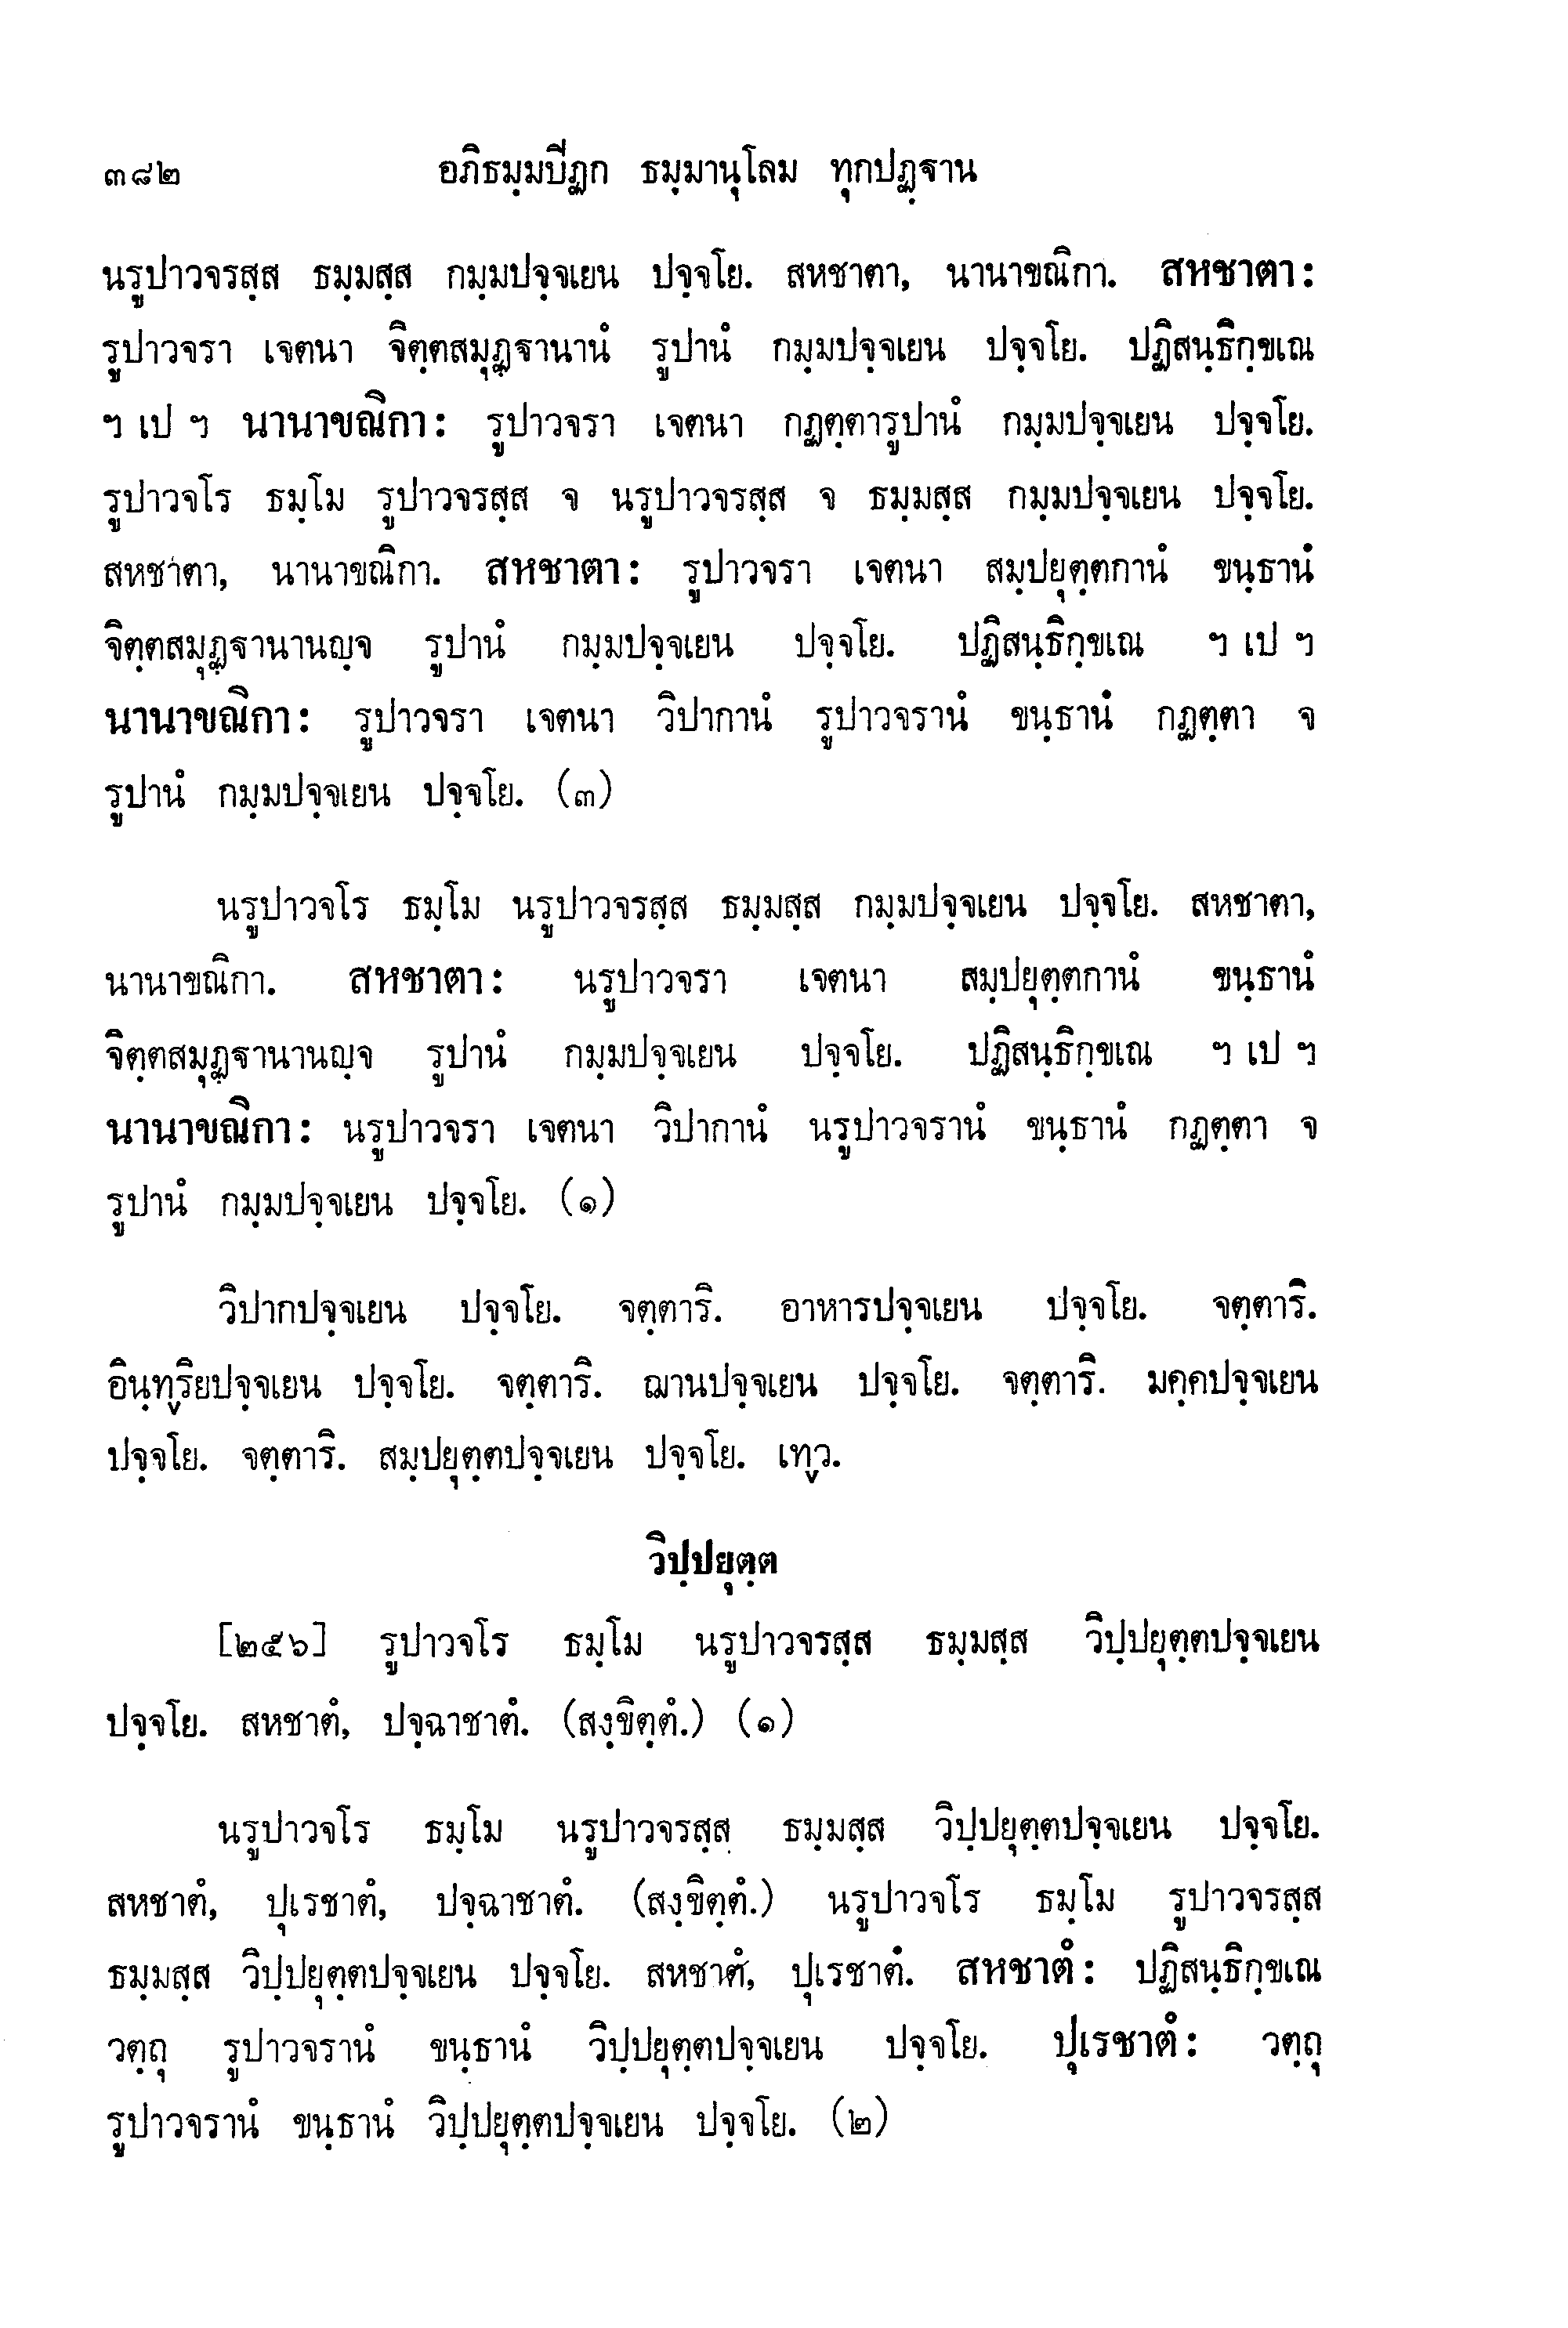 ๓๘๒ อภิธมฺมปิฏก ธมฺมานุโลม ทุกปฏฺฐาน
นรูปาวจรสฺส ธมฺมสฺส กมฺมปจฺจเยน ปจฺจโย. สหชาตา, นานาขณิกา. สหชาตา:
รูปาวจรา เจตนา จิตฺตสมุฏฺฐานานํ รูปานํ กมฺมปจฺจเยน ปจฺจโย. ปฏิสนฺธิกฺขเณ
ฯ เป ฯ นานาขณิกา: รูปาวจรา เจตนา กฏตฺตารูปานํ กมฺมปจฺจเยน ปจฺจโย.
รูปาวจโร ธมฺโม รูปาวจรสฺส จ นรูปาวจรสฺส จ ธมฺมสฺส กมฺมปจฺจเยน ปจฺจโย.
สหชาตา, นานาขณิกา. สหชาตา: รูปาวจรา เจตนา สมฺปยุตฺตกานํ ขนฺธานํ
จิตฺตสมุฏฺฐานานญฺจ รูปานํ กมฺมปจฺจเยน ปจฺจโย. ปฏิสนฺธิกฺขเณ ฯ เป ฯ
นานาขณิกา: รูปาวจรา เจตนา วิปากานํ รูปาวจรานํ ขนฺธานํ กฏตฺตา จ
รูปานํ กมฺมปจฺจเยน ปจฺจโย. (๓)
นรูปาวจโร ธมฺโม นรูปาวจรสฺส ธมฺมสฺส กมฺมปจฺจเยน ปจฺจโย. สหชาตา,
นานาขณิกา. สหชาตา: นรูปาวจรา เจตนา สมฺปยุตฺตกานํ ขนฺธานํ
จิตฺตสมุฏฺฐานานญฺจ รูปานํ กมฺมปจฺจเยน ปจฺจโย. ปฏิสนฺธิกฺขเณ ฯ เป ฯ
นานาขณิกา: นรูปาวจรา เจตนา วิปากานํ นรูปาวจรานํ ขนฺธานํ กฏตฺตา จ
รูปานํ กมฺมปจฺจเยน ปจฺจโย. (๑)
วิปากปจฺจเยน ปจฺจโย. จตฺตาริ. อาหารปจฺจเยน ปจฺจโย. จตฺตาริ.
อินฺทฺริยปจฺจเยน ปจฺจโย. จตฺตาริ. ฌานปจฺจเยน ปจฺจโย. จตฺตาริ. มคฺคปจฺจเยน
ปจฺจโย. จตฺตาริ. สมฺปยุตฺตปจฺจเยน ปจฺจโย. เทฺว.
วิปฺปยุตฺต
[๒๕๖] รูปาวจโร ธมฺโม นรูปาวจรสฺส ธมฺมสฺส วิปฺปยุตฺตปจฺจเยน
ปจฺจโย. สหชาตํ, ปจฺฉาชาตํ. (สงฺขิตฺตํ.) (๑)
นรูปาวจโร ธมฺโม นรูปาวจรสฺส ธมฺมสฺส วิปฺปยุตฺตปจฺจเยน ปจฺจโย.
สหชาตํ, ปุเรชาตํ, ปจฺฉาชาตํ. (สงฺขิตฺตํ.) นรูปาวจโร ธมฺโม รูปาวจรสฺส
ธมฺมสฺส วิปฺปยุตฺตปจฺจเยน ปจฺจโย. สหชาตํ, ปุเรชาตํ. สหชาตํ: ปฏิสนฺธิกฺขเณ
วตฺถุ รูปาวจรานํ ขนฺธานํ วิปฺปยุตฺตปจฺจเยน ปจฺจโย. ปุเรชาตํ: วตฺถุ
รูปาวจรานํ ขนฺธานํ วิปฺปยุตฺตปจฺจเยน ปจฺจโย. (๒)